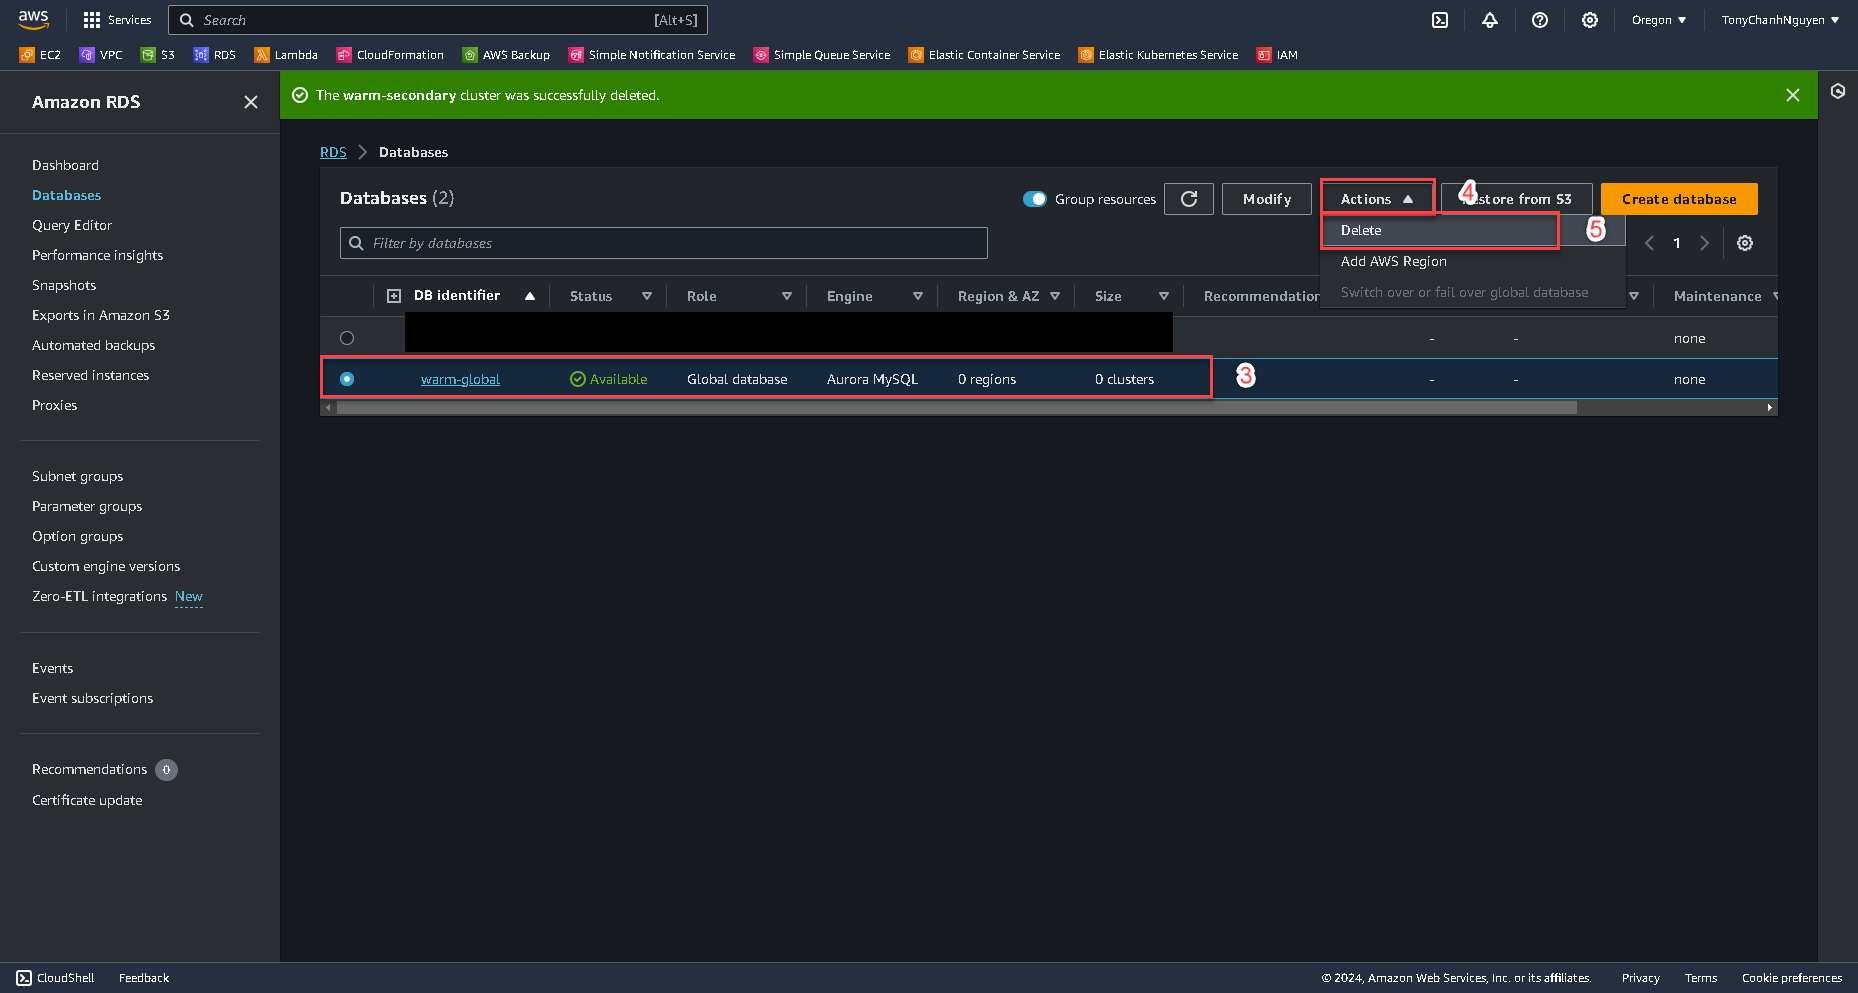 aws
Services
Search
[Alt+S]
Oregon
TonyChanhNguyen
EC2
VPC
S3
RDS
Lambda
CloudFormation
AWS Backup
Simple Notification Service
Simple Queue Service
Elastic Container Service
Elastic Kubernetes Service
IAM
Amazon RDS
Dashboard
Databases
Query Editor
Performance insights
Snapshots
Exports in Amazon S3
Automated backups
Reserved instances
Proxies
Subnet groups
Parameter groups
Option groups
Custom engine versions
Zero-ETL integrations New
Events
Event subscriptions
Recommendations 0
Certificate update
The warm-secondary cluster was successfully deleted.
RDS
Databases
Databases (2)
Group resources
Modify
Actions
4
estore from S3
Create database
Filter by databases
Delete
5
Add AWS Region
Switch over or fail over global database
1
DB identifier
Status
Role
Engine
Region & AZ
Size
Recommendation
Maintenance
-
-
none
warm-global
Available
Global database
Aurora MySQL
0 regions
0 clusters
3
-
-
none
CloudShell
Feedback
© 2024, Amazon Web Services, Inc. or its affiliates.
Privacy
Terms
Cookie preferences